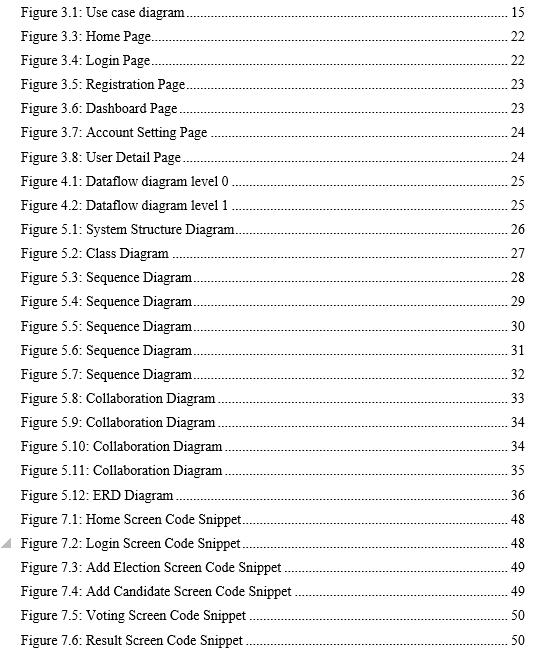 Figure 3.1: Use case diagram 15
Figure 3.3: Home Page 22
Figure 3.4: Login Page 22
Figure 3.5: Registration Page 23
Figure 3.6: Dashboard Page 23
Figure 3.7: Account Setting Page 24
Figure 3.8: User Detail Page 24
Figure 4.1: Dataflow diagram level 0 25
Figure 4.2: Dataflow diagram level 1 25
Figure 5.1: System Structure Diagram 26
Figure 5.2: Class Diagram 27
Figure 5.3: Sequence Diagram 28
Figure 5.4: Sequence Diagram 29
Figure 5.5: Sequence Diagram 30
Figure 5.6: Sequence Diagram 31
Figure 5.7: Sequence Diagram 32
Figure 5.8: Collaboration Diagram 33
Figure 5.9: Collaboration Diagram 34
Figure 5.10: Collaboration Diagram 34
Figure 5.11: Collaboration Diagram 35
Figure 5.12: ERD Diagram 36
Figure 7.1: Home Screen Code Snippet 48
Figure 7.2: Login Screen Code Snippet 48
Figure 7.3: Add Election Screen Code Snippet 49
Figure 7.4: Add Candidate Screen Code Snippet 49
Figure 7.5: Voting Screen Code Snippet 50
Figure 7.6: Result Screen Code Snippet 50